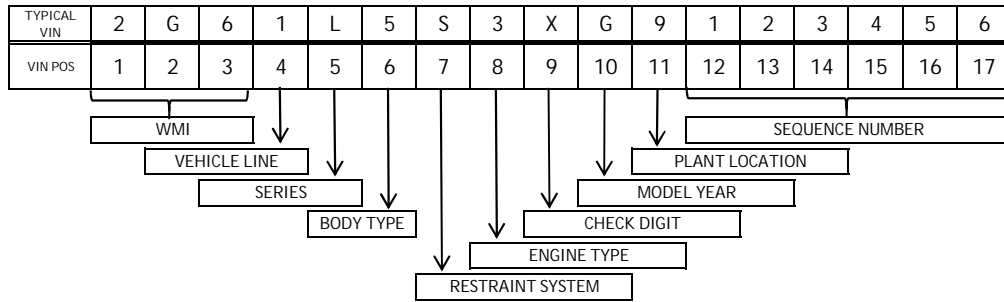 TYPICAL VIN 2 G 6 1 L 5 S 3 X G 9 1 2 3 4 5 6
VIN POS 1 2 3 4 5 6 7 8 9 10 11 12 13 14 15 16 17
WMI SEQUENCE NUMBER
VEHICLE LINE PLANT LOCATION
SERIES MODEL YEAR
BODY TYPE CHECK DIGIT
ENGINE TYPE
RESTRAINT SYSTEM